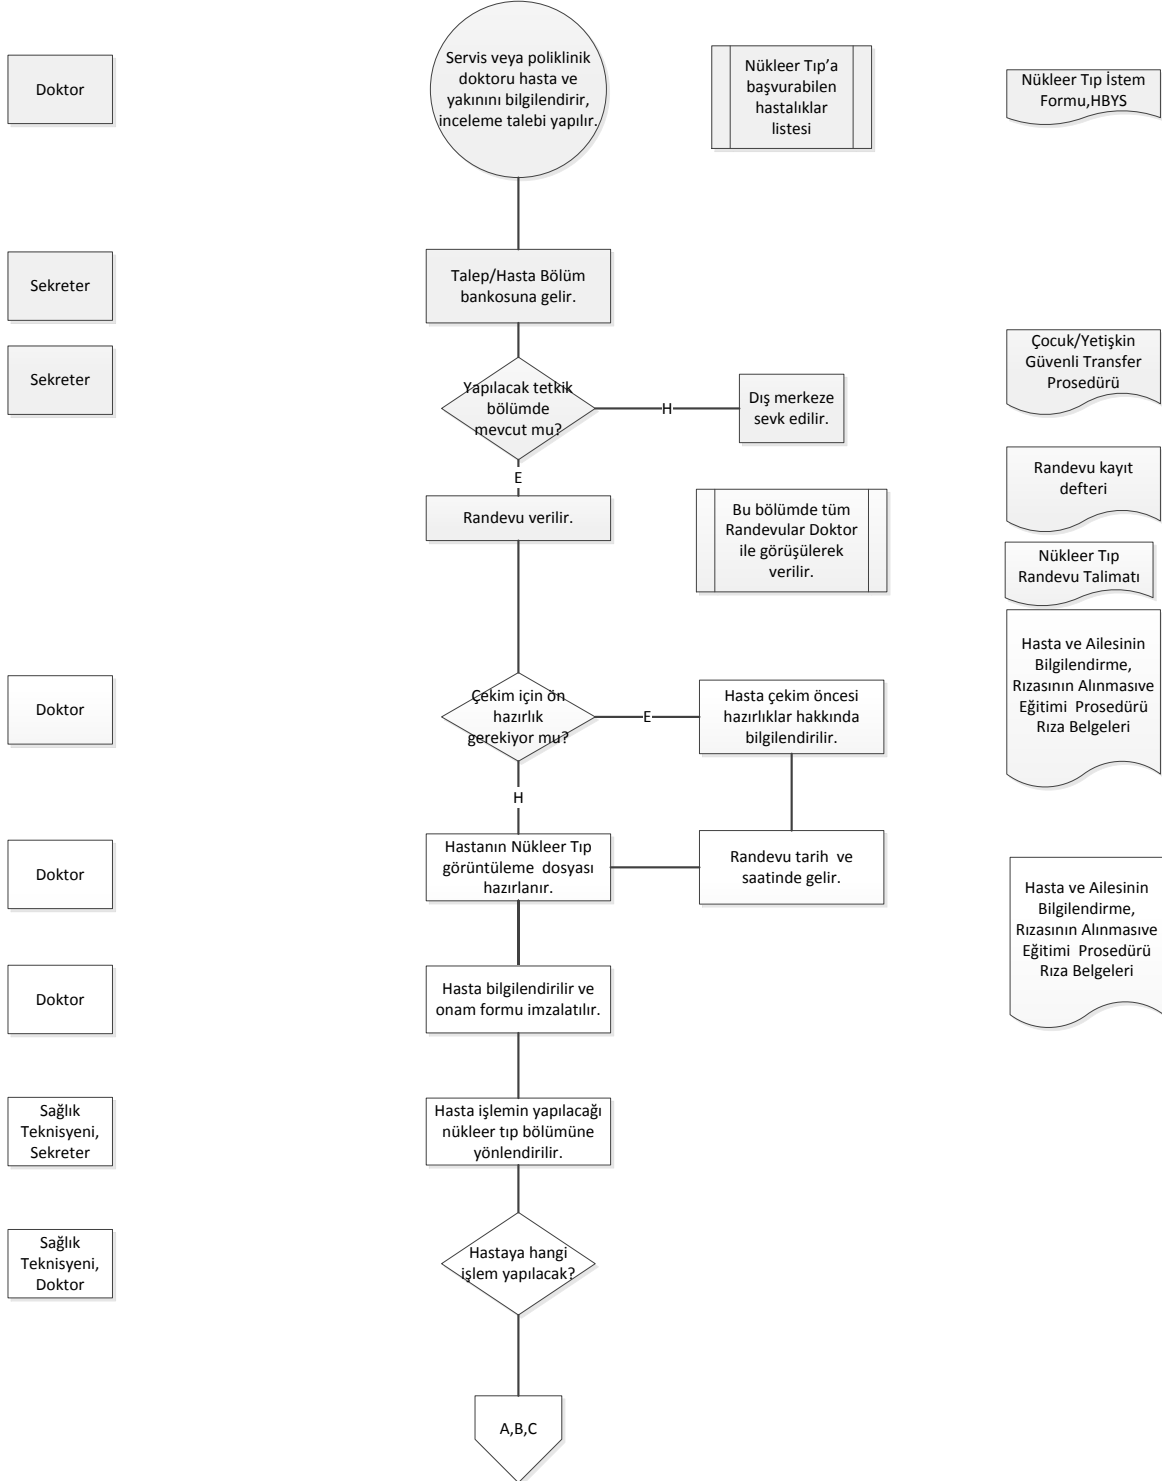 Doktor
Servis veya poliklinik
doktoru hasta ve
yakınını bilgilendirir,
inceleme talebi yapılır.
Nükleer Tıp’a
başvurabilen
hastalıklar
listesi
Nükleer Tıp İstem
Formu,HBYS
Sekreter
Talep/Hasta Bölüm
bankosuna gelir.
Sekreter
Yapılacak tetkik
bölümde
mevcut mu?
H
Dış merkeze
sevk edilir.
Çocuk/Yetişkin
Güvenli Transfer
Prosedürü
E
Randevu verilir.
Bu bölümde tüm
Randevular Doktor
ile görüşülerek
verilir.
Randevu kayıt
defteri
Nükleer Tıp
Randevu Talimatı
Doktor
Çekim için ön
hazırlık
gerekiyor mu?
E
Hasta çekim öncesi
hazırlıklar hakkında
bilgilendirilir.
Hasta ve Ailesinin
Bilgilendirme,
Rızasının Alınmasıve
Eğitimi  Prosedürü
Rıza Belgeleri
H
Doktor
Hastanın Nükleer Tıp
görüntüleme  dosyası
hazırlanır.
Randevu tarih  ve
saatinde gelir.
Hasta ve Ailesinin
Bilgilendirme,
Rızasının Alınmasıve
Eğitimi  Prosedürü
Rıza Belgeleri
Doktor
Hasta bilgilendirilir ve
onam formu imzalatılır.
Sağlık
Teknisyeni,
Sekreter
Hasta işlemin yapılacağı
nükleer tıp bölümüne
yönlendirilir.
Sağlık
Teknisyeni,
Doktor
Hastaya hangi
işlem yapılacak?
A,B,C